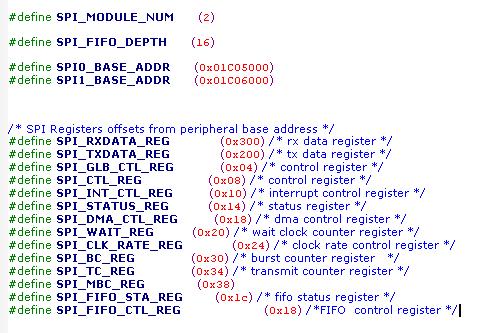 #define SPI_MODULE_NUM (2)
#define SPI_FIFO_DEPTH (16)
#define SPI0_BASE_ADDR (0x01C05000)
#define SPI1_BASE_ADDR (0x01C06000)
/* SPI Registers offsets from peripheral base address */
#define SPI_RXDATA_REG (0x300) /* rx data register */
#define SPI_TXDATA_REG (0x200) /* tx data register */
#define SPI_GLB_CTL_REG (0x04) /* control register */
#define SPI_CTL_REG (0x08) /* control register */
#define SPI_INT_CTL_REG (0x10) /* interrupt control register */
#define SPI_STATUS_REG (0x14) /* status register */
#define SPI_DMA_CTL_REG (0x18) /* dma control register */
#define SPI_WAIT_REG (0x20) /* wait clock counter register */
#define SPI_CLK_RATE_REG (0x24) /* clock rate control register */
#define SPI_BC_REG (0x30) /* burst counter register */
#define SPI_TC_REG (0x34) /* transmit counter register */
#define SPI_MBC_REG (0x38)
#define SPI_FIFO_STA_REG (0x1c) /* fifo status register */
#define SPI_FIFO_CTL_REG (0x18) /*FIFO control register */